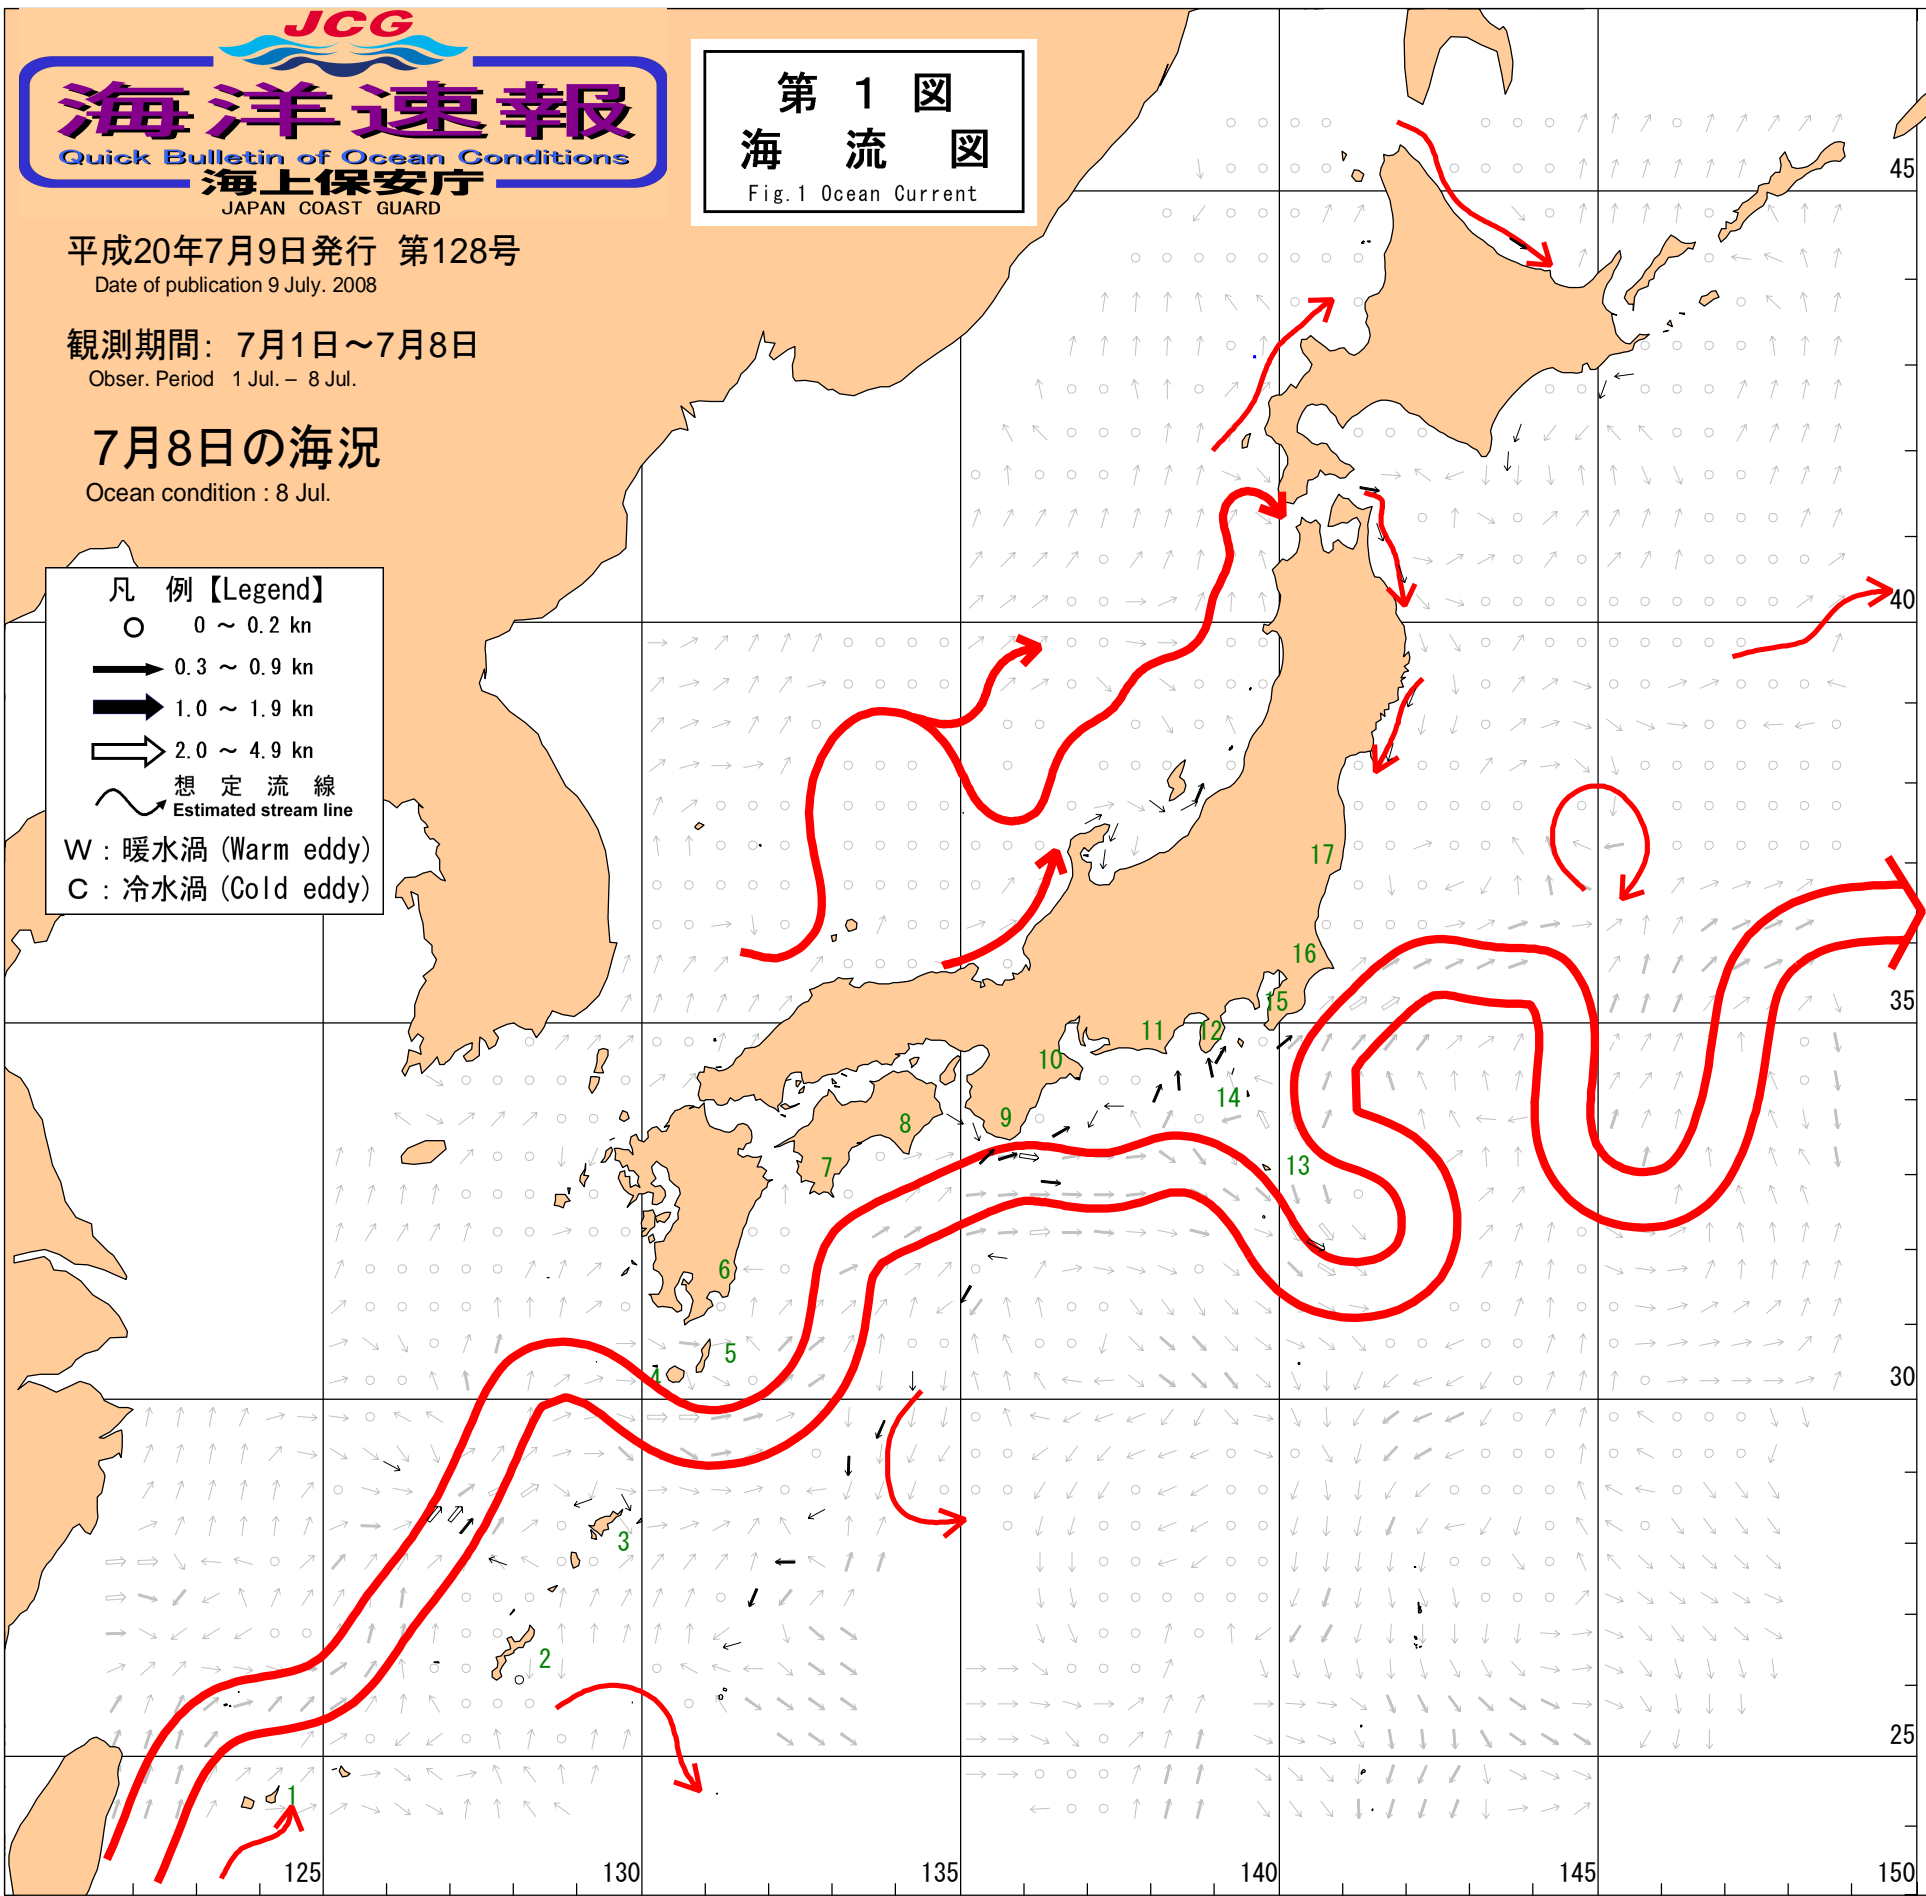 JCG
海洋速報
Quick Bulletin of Ocean Conditions
海上保安庁
JAPAN COAST GUARD
第 1 図
海 流 図
Fig.1 Ocean Current
平成20年7月9日発行 第128号
Date of publication 9 July. 2008
観測期間: 7月1日～7月8日
Obser. Period 1 Jul. – 8 Jul.
7月8日の海況
Ocean condition : 8 Jul.
凡 例【Legend】
0 ～ 0.2 kn
0.3 ～ 0.9 kn
1.0 ～ 1.9 kn
2.0 ～ 4.9 kn
想 定 流 線
Estimated stream line
W : 暖水渦 (Warm eddy)
C : 冷水渦 (Cold eddy)
45
40
17
16
35
15
12
11
10
14
9
8
13
7
6
5
30
4
3
2
25
1
125
130
135
140
145
150